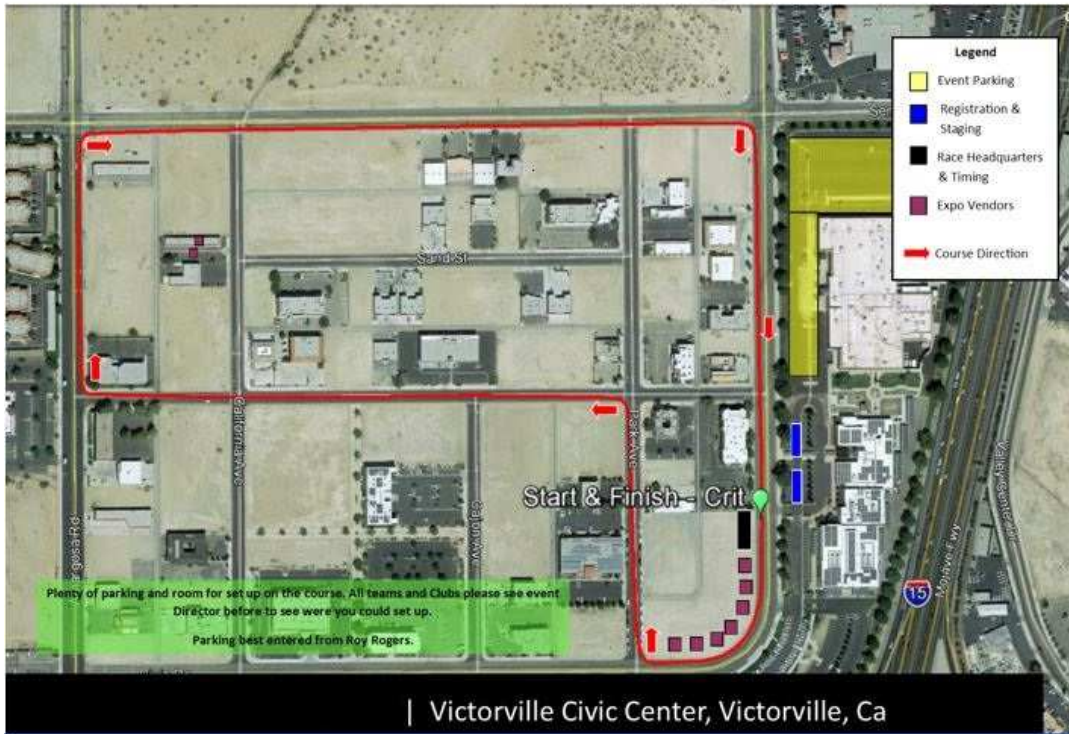 Legend
Event Parking
Registration &
Staging
Race Headquarters
& Timing
Expo Vendors
Course Direction
Sand St
California Ave
Park Ave
Start & Finish - Crit
Valley Center Dr
Mojave Fwy
15
Plenty of parking and room for set up on the course. All teams and Clubs please see event
Director before to see were you could set up.
Parking best entered from Roy Rogers.
| Victorville Civic Center, Victorville, Ca